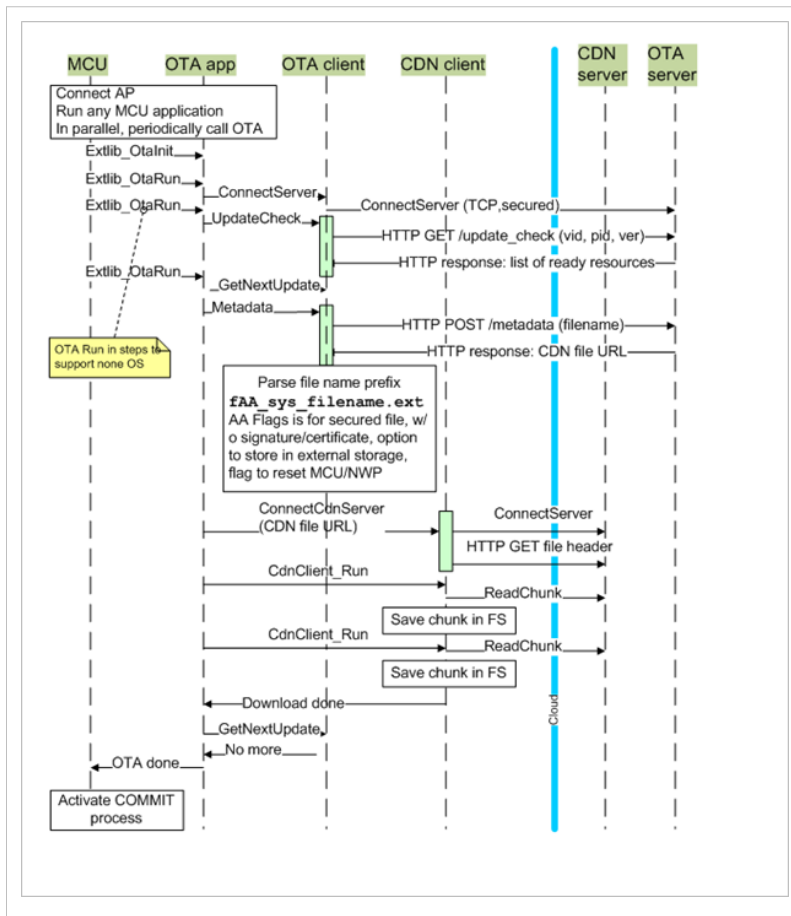 MCU
OTA app
OTA client
CDN client
CDN
server
OTA
server
Connect AP
Run any MCU application
In parallel, periodically call OTA
Extlib_OtaInit
Extlib_OtaRun
ConnectServer
Extlib_OtaRun
ConnectServer (TCP,secured)
UpdateCheck
HTTP GET /update_check (vid, pid, ver)
HTTP response: list of ready resources
Extlib_OtaRun
GetNextUpdate
Metadata
HTTP POST /metadata (filename)
OTA Run in steps to
support none OS
HTTP response: CDN file URL
Parse file name prefix
fAA_sys_filename.ext
AA Flags is for secured file, w/
o signature/certificate, option
to store in external storage,
flag to reset MCU/NWP
ConnectCdnServer
(CDN file URL)
ConnectServer
HTTP GET file header
CdnClient_Run
ReadChunk
Save chunk in FS
CdnClient_Run
ReadChunk
Save chunk in FS
Download done
Cloud
GetNextUpdate
No more
OTA done
Activate COMMIT
process